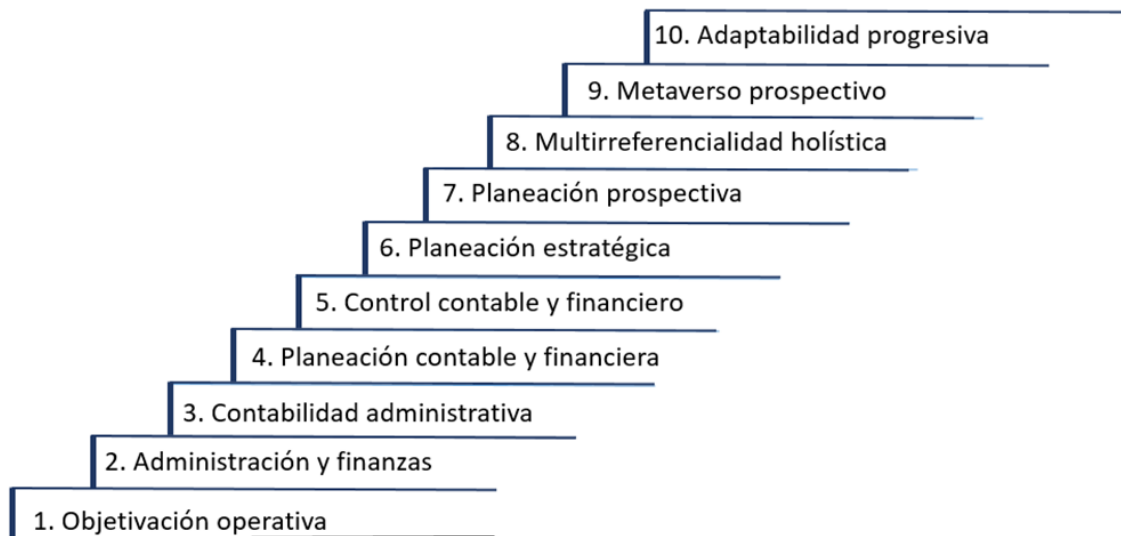 10. Adaptabilidad progresiva
9. Metaverso prospectivo
8. Multirreferencialidad holística
7. Planeación prospectiva
6. Planeación estratégica
5. Control contable y financiero
4. Planeación contable y financiera
3. Contabilidad administrativa
2. Administración y finanzas
1. Objetivación operativa